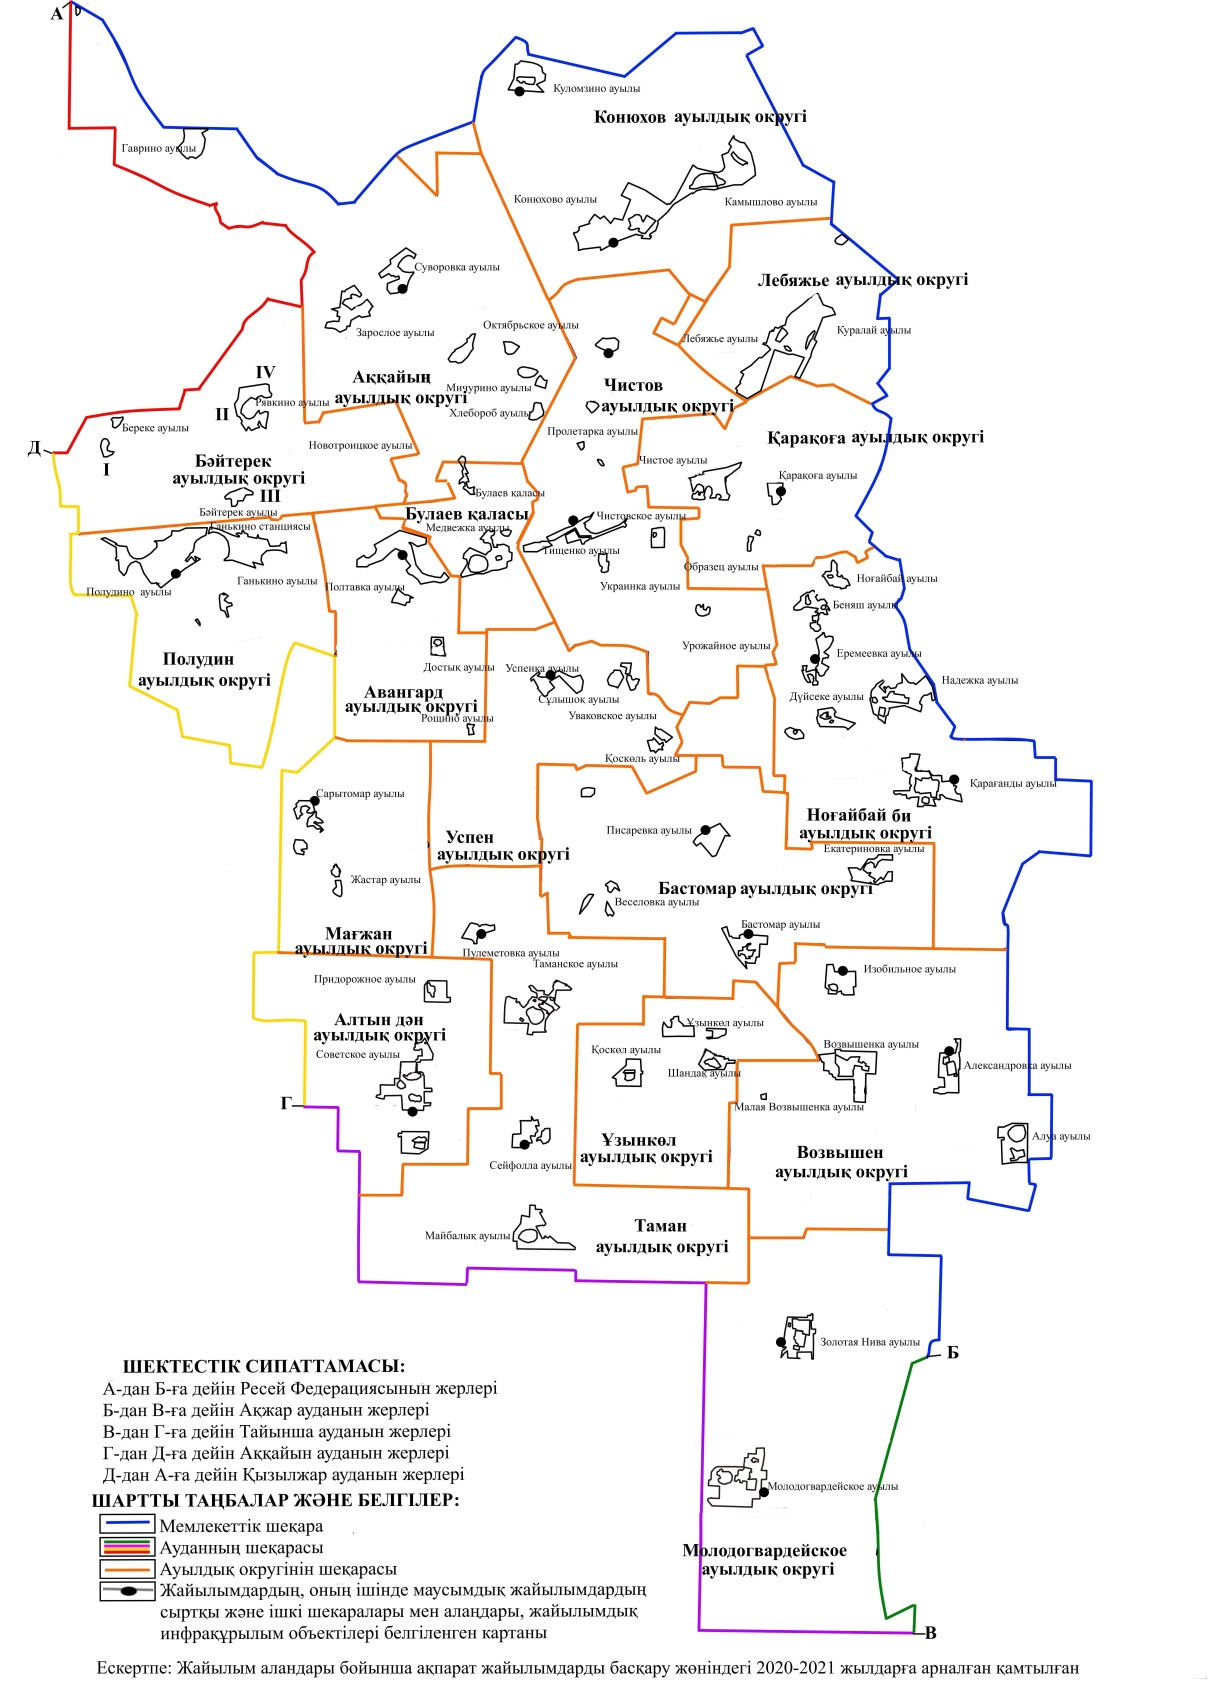 А
Куломзино ауылы
Конюхов ауылдық округі
Гаврино ауылы
Конюхово ауылы
Камышлово ауылы
Суворовка ауылы
Лебяжье ауылдық округі
Зарослое ауылы
Октябрьское ауылы
Куралай ауылы
Лебяжье ауылы
IV
Аққайың
ауылдық округі
Мичурино ауылы
Чистов
ауылдық округі
II
Рявкино ауылы
Хлебороб ауылы
Береке ауылы
Пролетарка ауылы
Қарақоға ауылдық округі
Д
I
Новотроицкое ауылы
Бәйтерек
ауылдық округі
Чистое ауылы
Қарақоға ауылы
III
Булаев қаласы
Бәйтерек ауылы
Булаев қаласы
Чистовское ауылы
Ганькино станциясы
Медвежка ауылы
Тищенко ауылы
Образец ауылы
Ганькино ауылы
Полтавка ауылы
Украинка ауылы
Ноғайбай ауылы
Полудино ауылы
Беняш ауылы
Урожайное ауылы
Еремеевка ауылы
Полудин
ауылдық округі
Достық ауылы
Успенка ауылы
Надежка ауылы
Авангард
ауылдық округі
Сұлышоқ ауылы
Дүйсеке ауылы
Рощино ауылы
Уваковское ауылы
Қоскөль ауылы
Қарағанды ауылы
Сарытомар ауылы
Ноғайбай би
ауылдық округі
Писаревка ауылы
Успен
ауылдық округі
Екатериновка ауылы
Жастар ауылы
Бастомар ауылдық округі
Веселовка ауылы
Бастомар ауылы
Мағжан
ауылдық округі
Пулеметовка ауылы
Таманское ауылы
Изобильное ауылы
Придорожное ауылы
Алтын дән
ауылдық округі
Ұзынкөл ауылы
Қоскөл ауылы
Возвышенка ауылы
Советское ауылы
Шандақ ауылы
Александровка ауылы
Г
Малая Возвышенка ауылы
Алуа ауылы
Ұзынкөл
ауылдық округі
Возвышен
ауылдық округі
Сейфолла ауылы
Майбалық ауылы
Таман
ауылдық округі
Золотая Нива ауылы
Б
ШЕКТЕСТІК СИПАТТАМАСЫ:
А-дан Б-ға дейін Ресей Федерациясынын жерлері
Б-дан В-ға дейін Ақжар ауданын жерлері
В-дан Г-ға дейін Тайынша ауданын жерлері
Г-дан Д-ға дейін Аққайын ауданын жерлері
Д-дан А-ға дейін Қызылжар ауданын жерлері
Молодогвардейское ауылы
ШАРТТЫ ТАҢБАЛАР ЖӘНЕ БЕЛГІЛЕР:
Мемлекеттік шеқара
Ауданның шеқарасы
Молодогвардейское
ауылдық округі
Ауылдық округінін шеқарасы
Жайылымдардың, оның ішінде маусымдық жайылымдардың
сыртқы және ішкі шекаралары мен алаңдары, жайылымдық
инфрақұрылым объектілері белгіленген картаны
В
Ескертпе: Жайылым аландары бойынша ақпарат жайылымдарды басқару жөніндегі 2020-2021 жылдарға арналған қамтылған